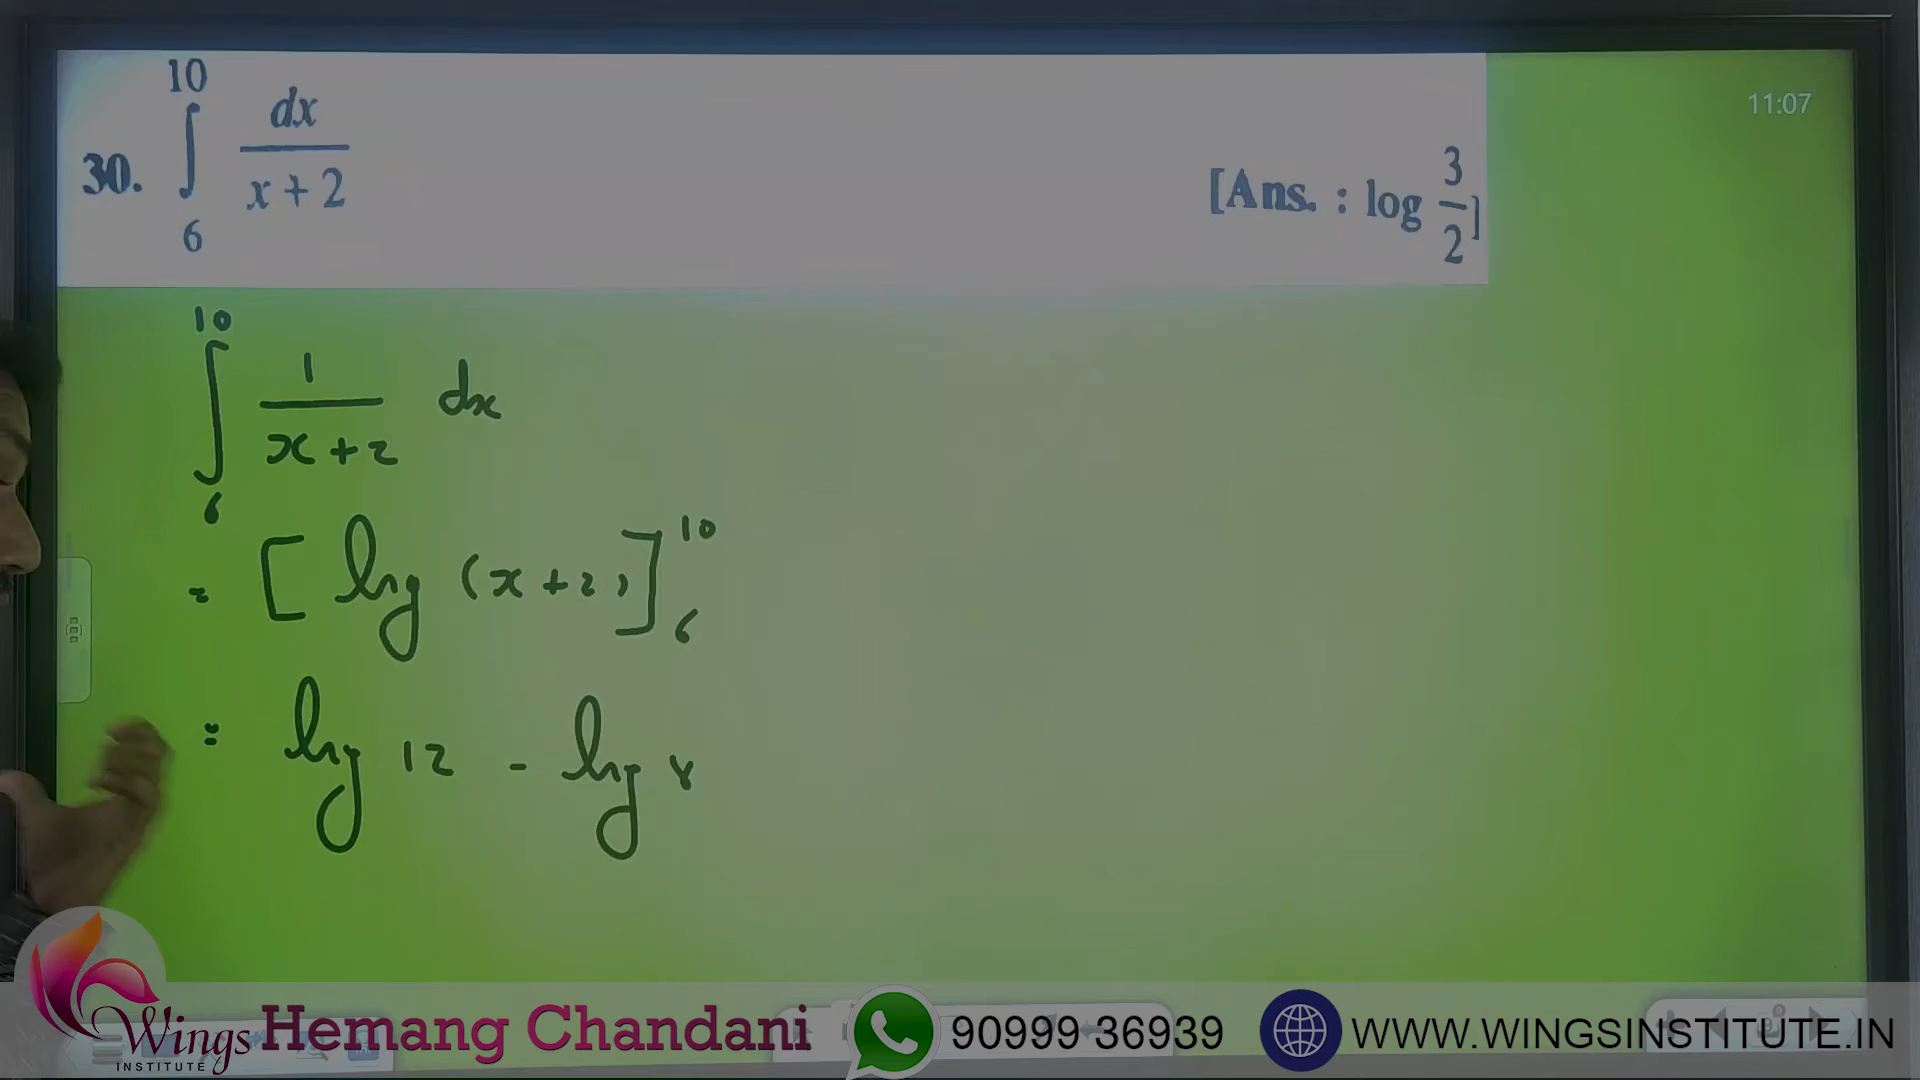 30. ∫₆¹⁰ dx / (x + 2) [Ans. : log 3/2]
11:07
∫₆¹⁰ 1 / (x+2) dx
= [ log (x+2) ]₆¹⁰
= log 12 - log 8
Wings INSTITUTE Hemang Chandani 90999 36939 WWW.WINGSINSTITUTE.IN